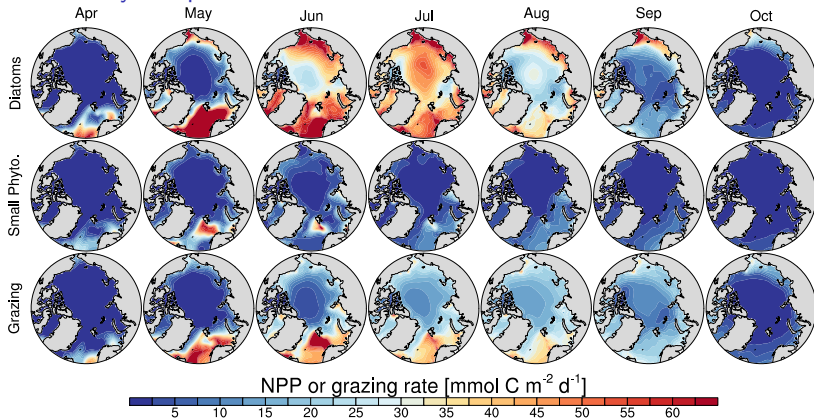 Apr May Jun Jul Aug Sep Oct
Diatoms
Small Phyto.
Grazing
NPP or grazing rate [mmol C m⁻² d⁻¹]
5 10 15 20 25 30 35 40 45 50 55 60